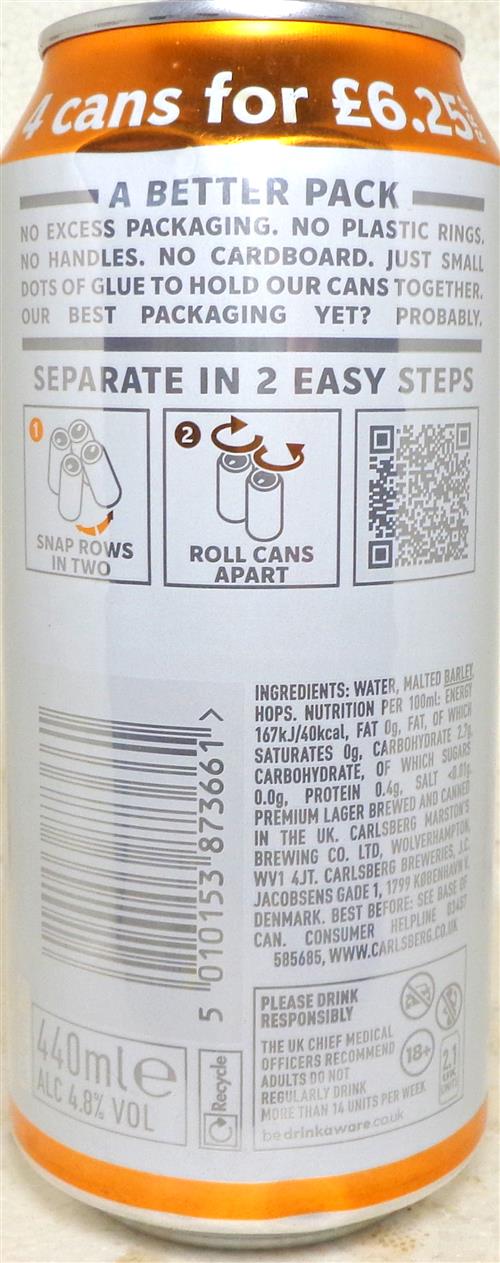 4 cans for £6.25
A BETTER PACK
NO EXCESS PACKAGING. NO PLASTIC RINGS.
NO HANDLES. NO CARDBOARD. JUST SMALL
DOTS OF GLUE TO HOLD OUR CANS TOGETHER.
OUR BEST PACKAGING YET? PROBABLY.
SEPARATE IN 2 EASY STEPS
1
SNAP ROWS
IN TWO
2
ROLL CANS
APART
INGREDIENTS: WATER, MALTED BARLEY,
HOPS. NUTRITION PER 100ml: ENERGY
167kJ/40kcal, FAT 0g, FAT, OF WHICH
SATURATES 0g, CARBOHYDRATE 2.7g,
CARBOHYDRATE, OF WHICH SUGARS
0.0g, PROTEIN 0.4g, SALT <0.01g.
PREMIUM LAGER BREWED AND CANNED
IN THE UK. CARLSBERG MARSTON'S
BREWING CO. LTD, WOLVERHAMPTON,
WV1 4JT. CARLSBERG BREWERIES, J.C.
JACOBSENS GADE 1, 1799 KØBENHAVN V.
DENMARK. BEST BEFORE: SEE BASE OF
CAN. CONSUMER HELPLINE 03457
585685, WWW.CARLSBERG.CO.UK
5 010153 873661 >
440ml e
ALC 4.8% VOL
Recycle
PLEASE DRINK
RESPONSIBLY
THE UK CHIEF MEDICAL
OFFICERS RECOMMEND
ADULTS DO NOT
REGULARLY DRINK
MORE THAN 14 UNITS PER WEEK
bedrinkaware.co.uk
18+
2.1
UK
UNITS